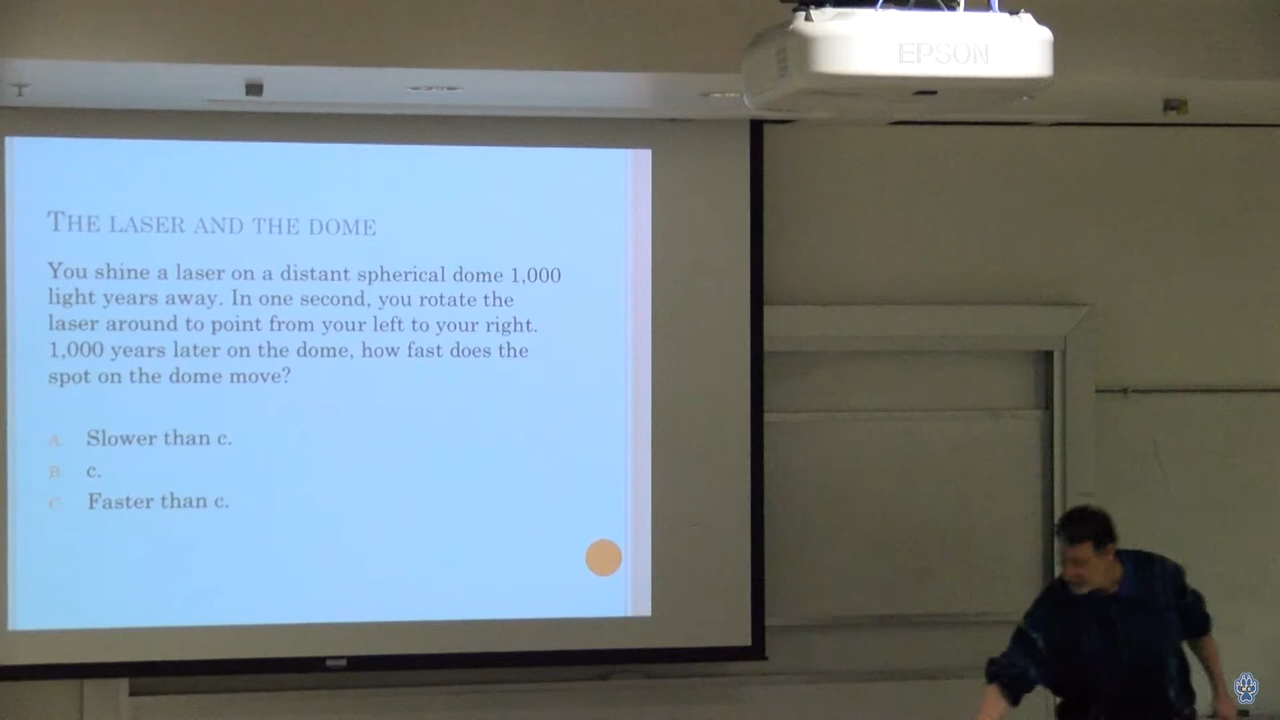 EPSON
THE LASER AND THE DOME
You shine a laser on a distant spherical dome 1,000
light years away. In one second, you rotate the
laser around to point from your left to your right.
1,000 years later on the dome, how fast does the
spot on the dome move?
A. Slower than c.
B. c.
C. Faster than c.